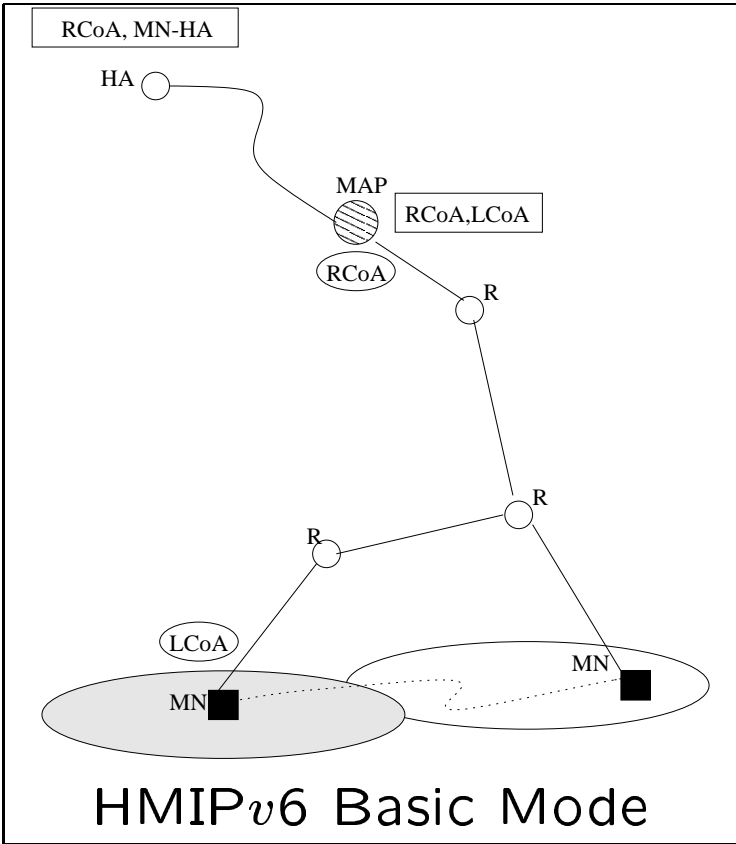 RCoA, MN-HA
HA
MAP
RCoA,LCoA
RCoA
R
R
R
LCoA
MN
MN
HMIPv6 Basic Mode